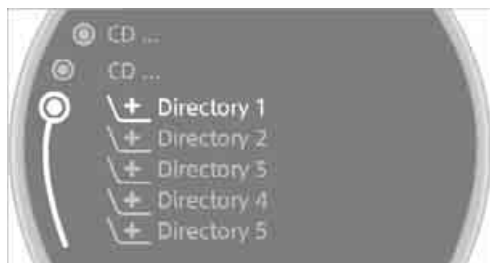 CD ...
CD ...
Directory 1
Directory 2
Directory 3
Directory 4
Directory 5